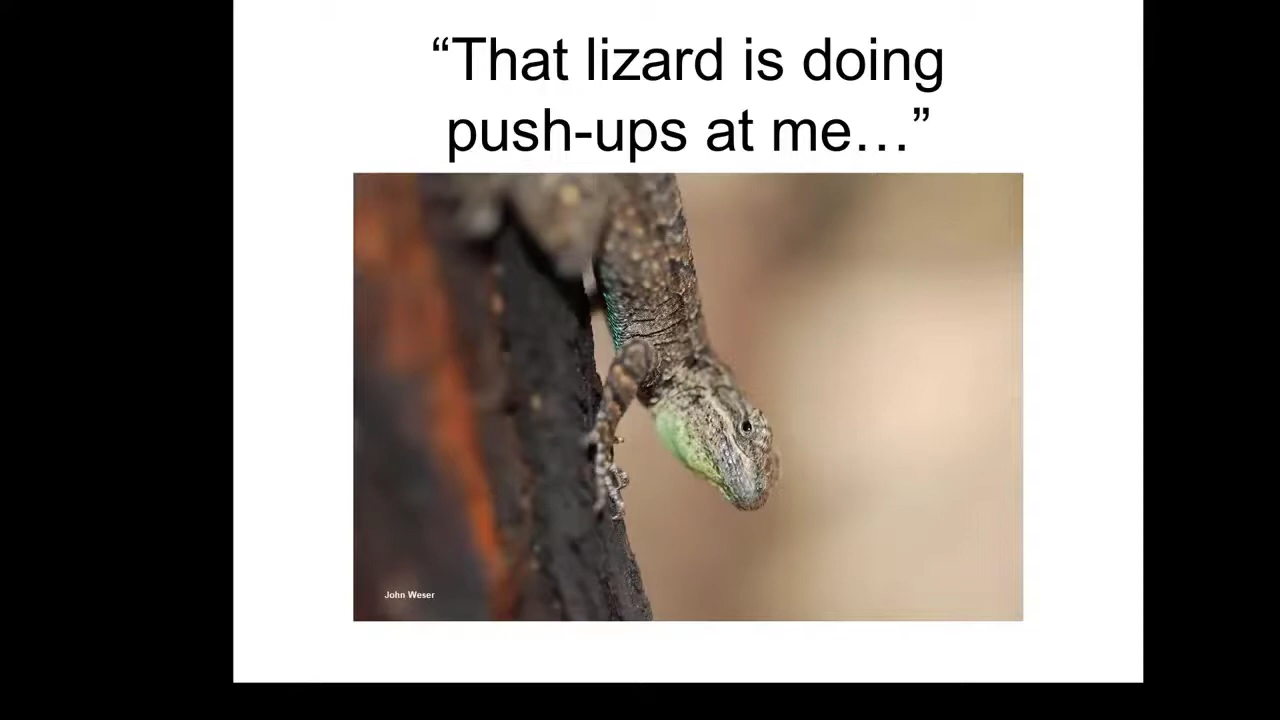 “That lizard is doing
push-ups at me…”
John Weser